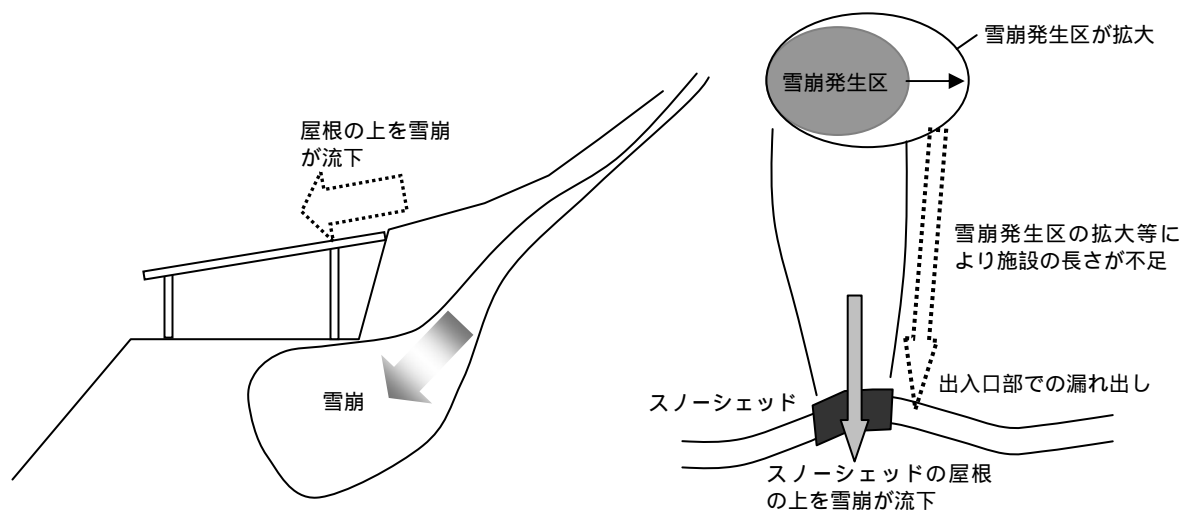 屋根の上を雪崩
が流下
雪崩
雪崩発生区が拡大
雪崩発生区
雪崩発生区の拡大等に
より施設の長さが不足
出入口部での漏れ出し
スノーシェッド
スノーシェッドの屋根
の上を雪崩が流下